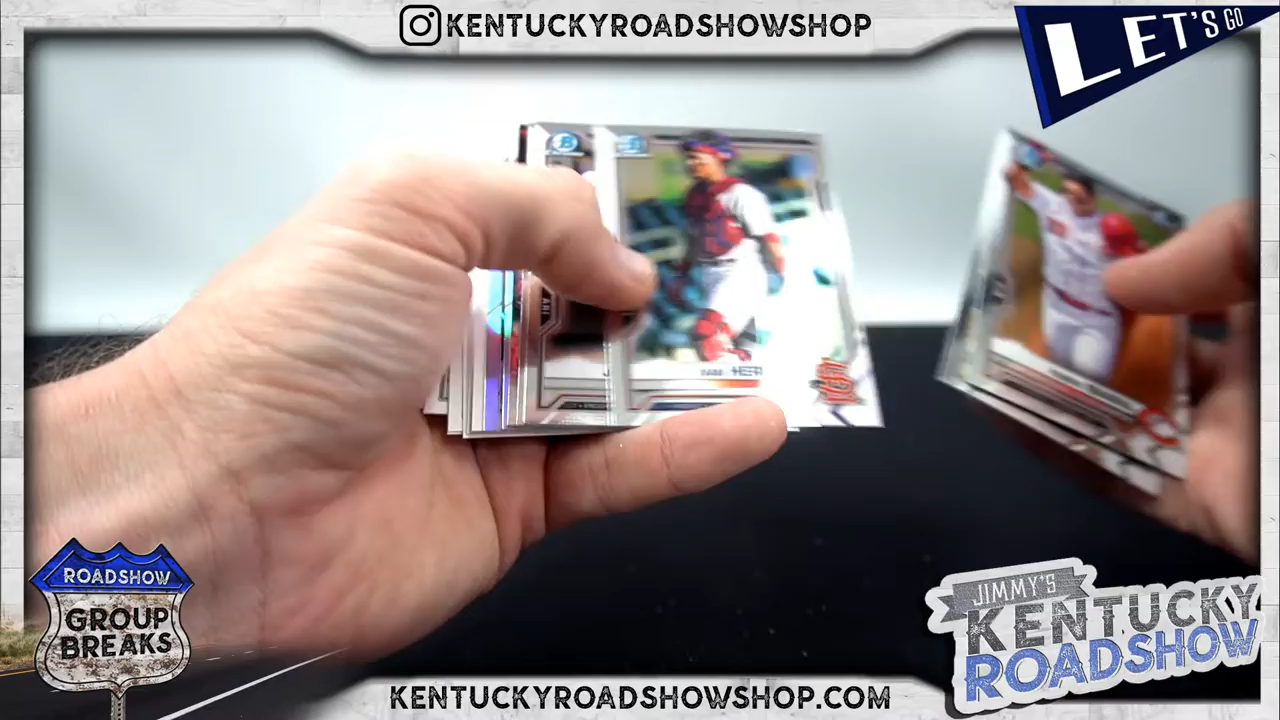 KENTUCKYROADSHOWSHOP
LET'S GO
ROADSHOW
GROUP
BREAKS
JIMMY'S
KENTUCKY
ROADSHOW
KENTUCKYROADSHOWSHOP.COM